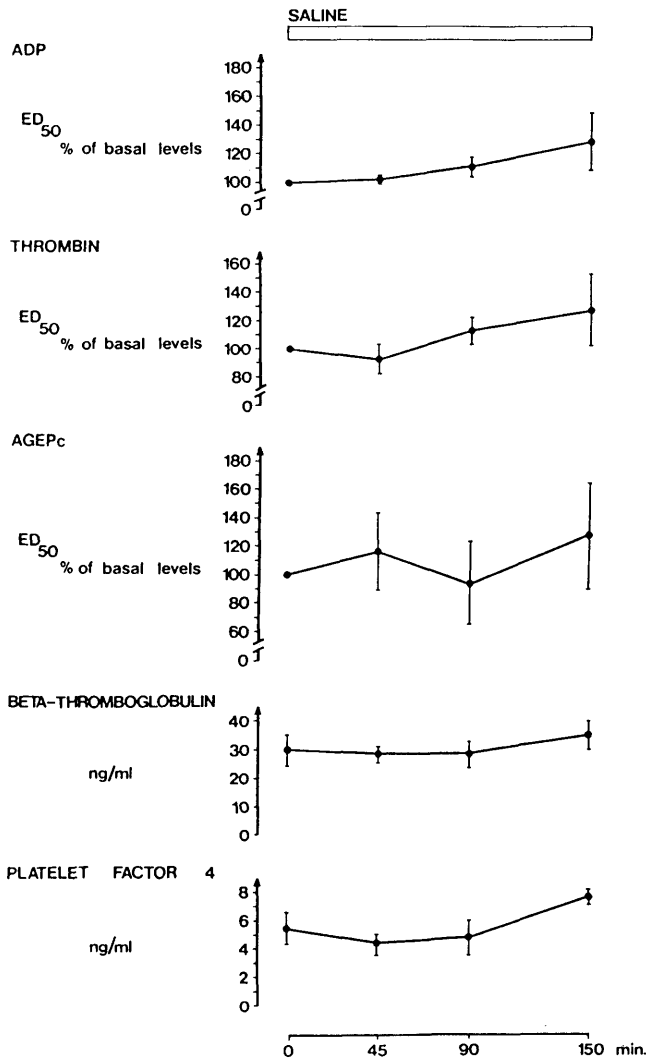 SALINE
ADP
180
160
ED50
% of basal levels
140
120
100
0
THROMBIN
160
140
ED50
% of basal levels
120
100
80
0
AGEPc
180
160
140
ED50
% of basal levels
120
100
80
60
0
BETA-THROMBOGLOBULIN
40
30
ng/ml
20
10
0
PLATELET FACTOR 4
8
6
ng/ml
4
2
0
0 45 90 150 min.